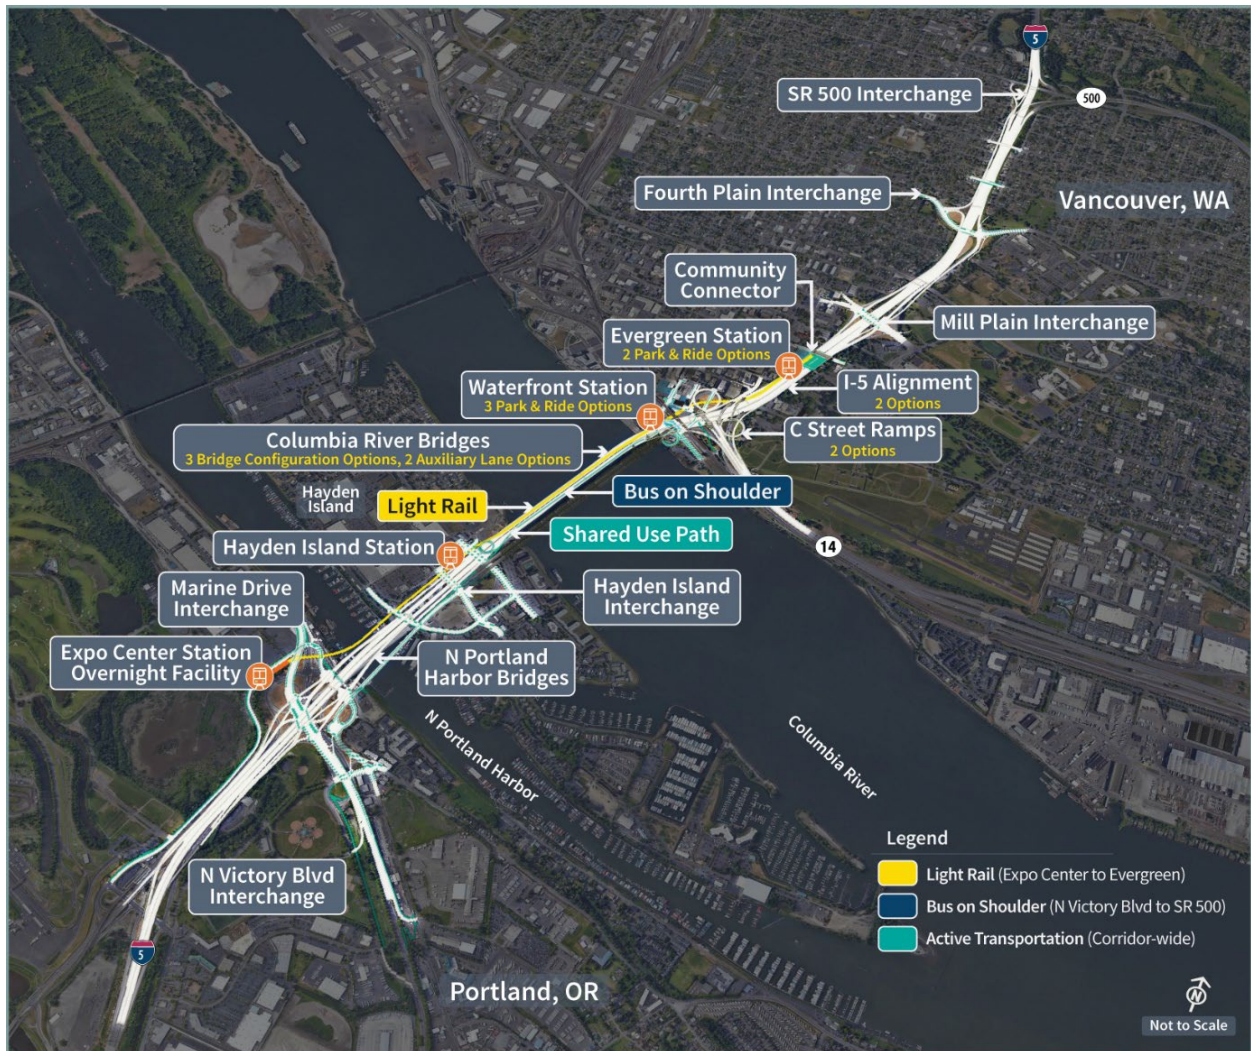 5
SR 500 Interchange
500
Fourth Plain Interchange
Vancouver, WA
Community
Connector
Mill Plain Interchange
Evergreen Station
2 Park & Ride Options
I-5 Alignment
2 Options
Waterfront Station
3 Park & Ride Options
C Street Ramps
2 Options
Columbia River Bridges
3 Bridge Configuration Options, 2 Auxiliary Lane Options
Hayden
Island
Light Rail
Bus on Shoulder
Shared Use Path
14
Hayden Island Station
Marine Drive
Interchange
Hayden Island
Interchange
Expo Center Station
Overnight Facility
N Portland
Harbor Bridges
N Portland Harbor
Columbia River
N Victory Blvd
Interchange
5
Portland, OR
Legend
Light Rail (Expo Center to Evergreen)
Bus on Shoulder (N Victory Blvd to SR 500)
Active Transportation (Corridor-wide)
N
Not to Scale